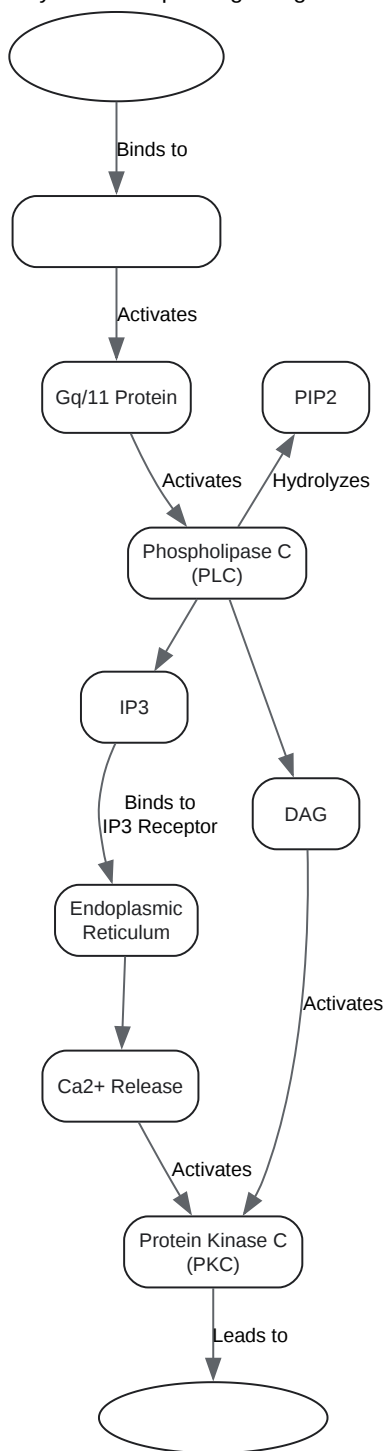 Binds to
Activates
Gq/11 Protein
PIP2
Activates
Hydrolyzes
Phospholipase C
(PLC)
IP3
Binds to
IP3 Receptor
DAG
Endoplasmic
Reticulum
Activates
Ca2+ Release
Activates
Protein Kinase C
(PKC)
Leads to